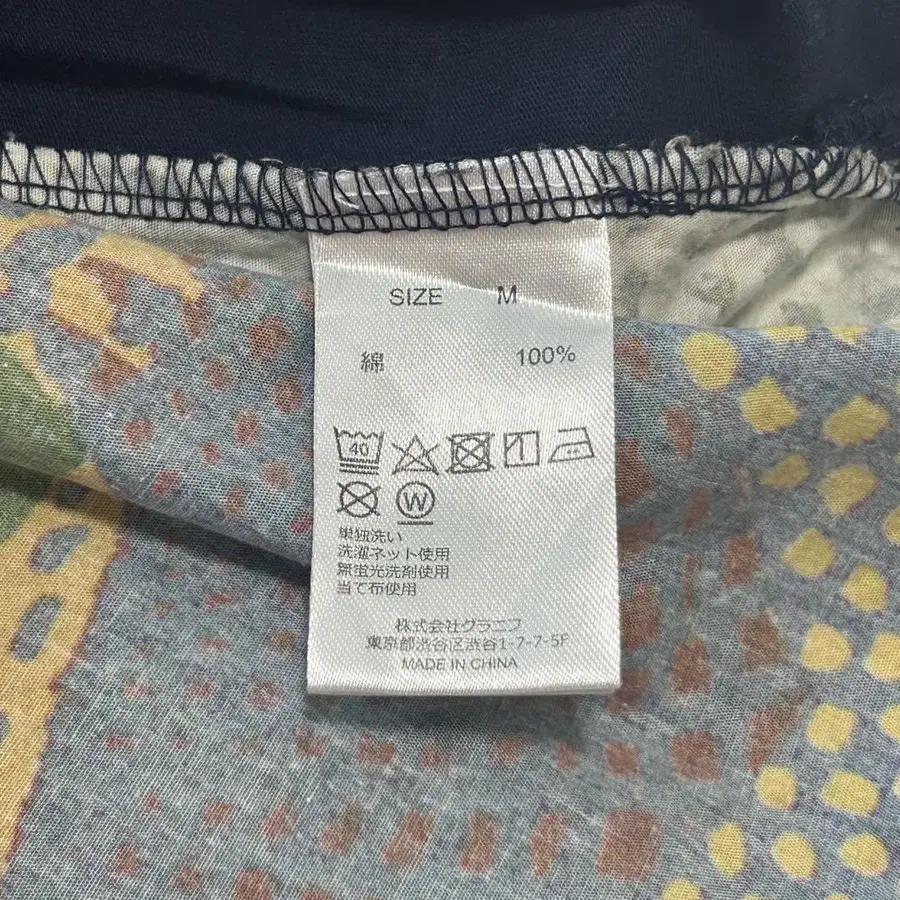 SIZE M
綿 100%
40
W
単独洗い
洗濯ネット使用
無蛍光洗剤使用
当て布使用
株式会社グラニフ
東京都渋谷区渋谷1-7-7-5F
MADE IN CHINA